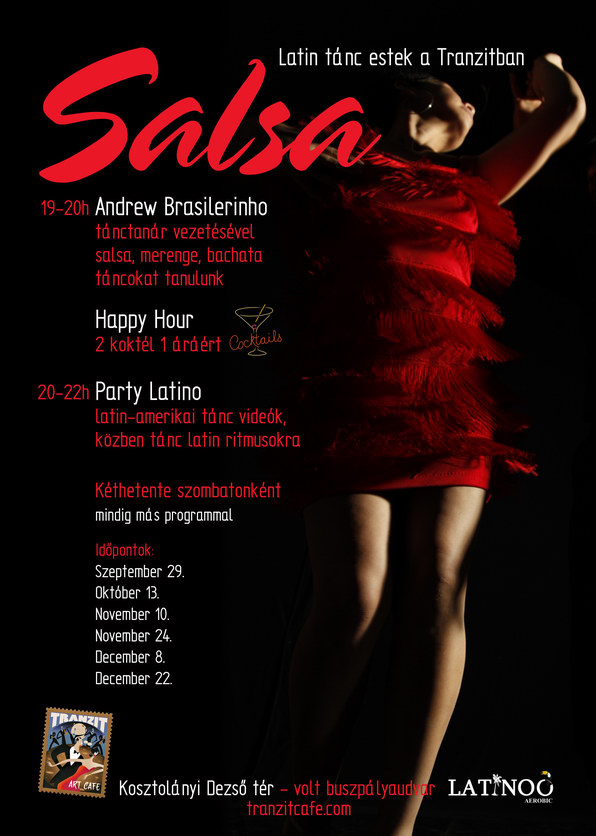 Latin tánc estek a Tranzitban
Salsa
19-20h Andrew Brasilerinho
tánctanár vezetésével
salsa, merenge, bachata
táncokat tanulunk
Happy Hour
2 koktél 1 áráért
Cocktails
20-22h Party Latino
latin-amerikai tánc videók,
közben tánc latin ritmusokra
Kéthetente szombatonként
mindig más programmal
Időpontok:
Szeptember 29.
Október 13.
November 10.
November 24.
December 8.
December 22.
TRANZIT
ART CAFE
Kosztolányi Dezső tér - volt buszpályaudvar
tranzitcafe.com
LATINOO
AEROBIC